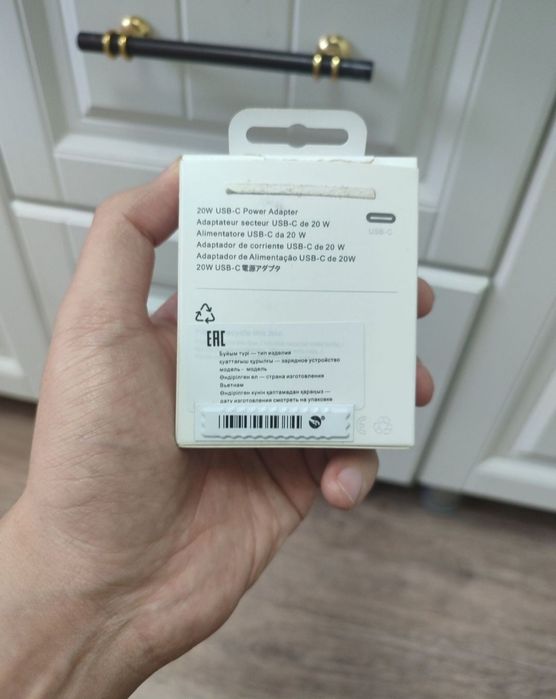 20W USB-C Power Adapter
Adaptateur secteur USB-C de 20 W
Alimentatore USB-C da 20 W
Adaptador de corriente USB-C de 20 W
Adaptador de Alimentação USB-C de 20W
20W USB-C 電源アダプタ
USB-C
EAC
Бұйым түрі — тип изделия
қуаттағыш құрылғы — зарядное устройство
модель - модель
Өндірілген ел — страна изготовления
Вьетнам
Өндірілген күнін қаптамадан қараңыз —
дату изготовления смотреть на упаковке